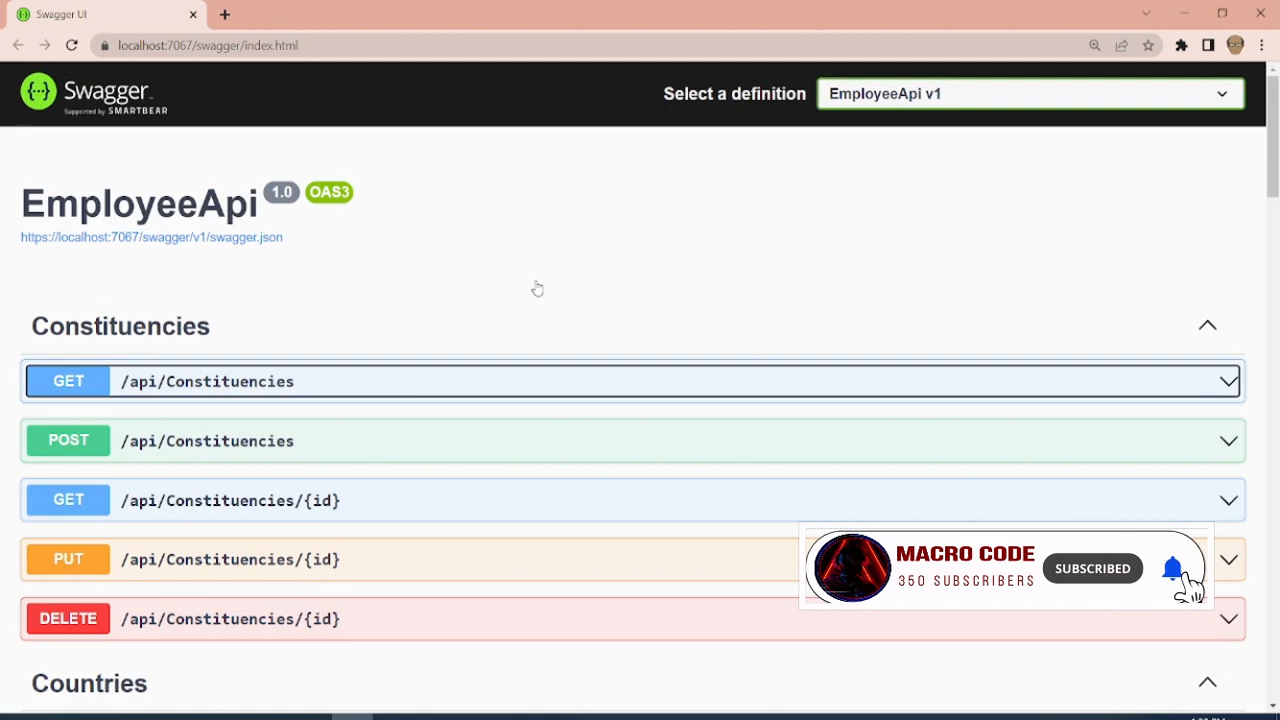 Swagger UI
localhost:7067/swagger/index.html
Swagger
Supported by SMARTBEAR
Select a definition
EmployeeApi v1
EmployeeApi 1.0 OAS3
https://localhost:7067/swagger/v1/swagger.json
Constituencies
GET /api/Constituencies
POST /api/Constituencies
GET /api/Constituencies/{id}
PUT /api/Constituencies/{id}
MACRO CODE
350 SUBSCRIBERS
SUBSCRIBED
DELETE /api/Constituencies/{id}
Countries